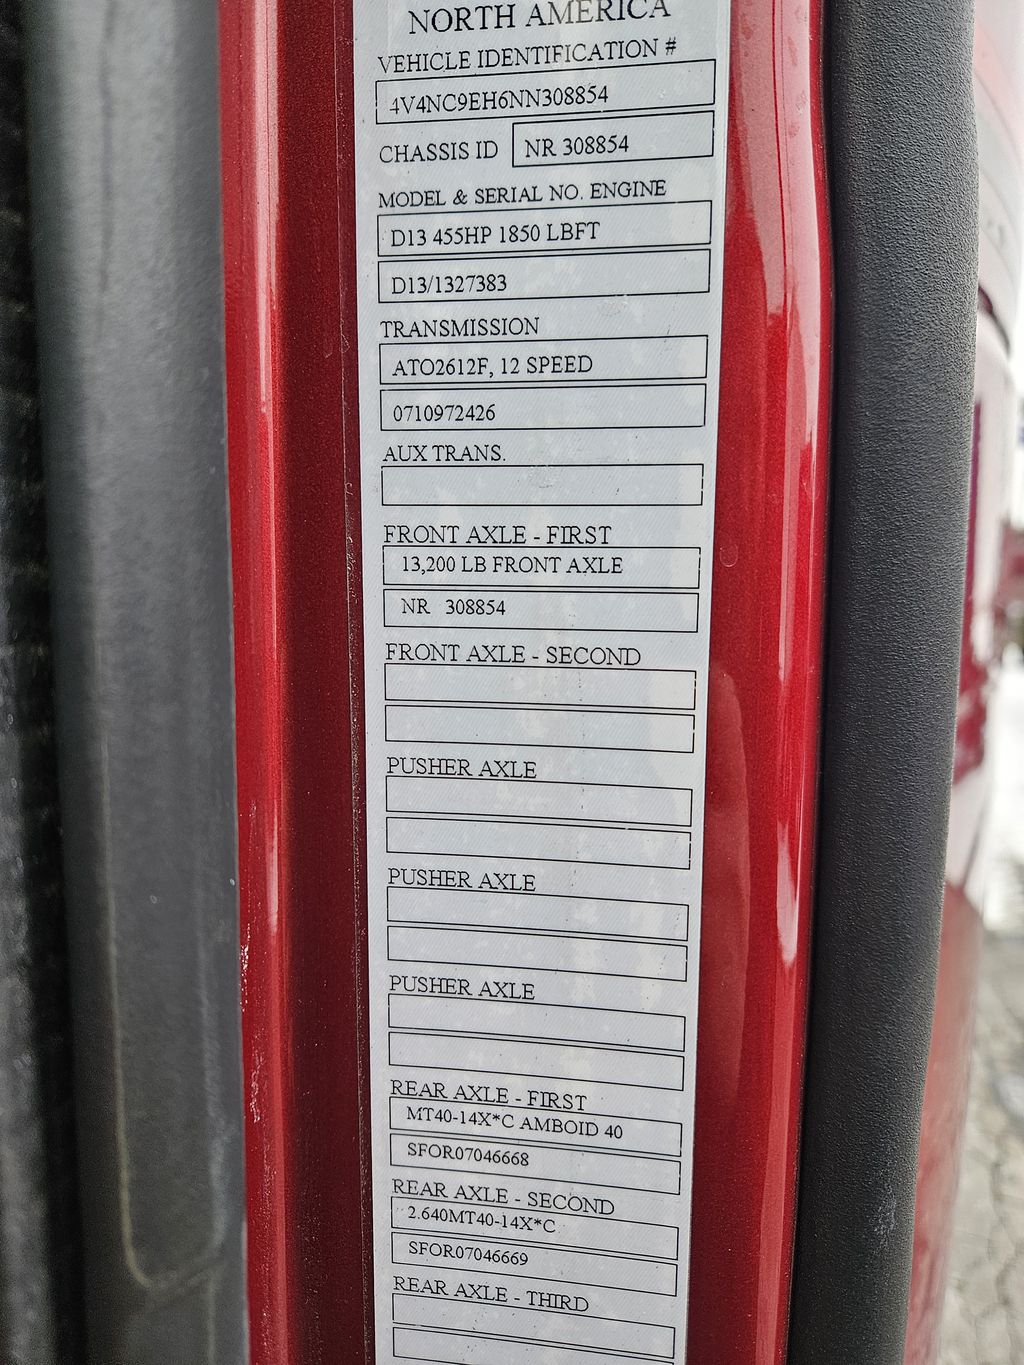 NORTH AMERICA
VEHICLE IDENTIFICATION #
4V4NC9EH6NN308854
CHASSIS ID NR 308854
MODEL & SERIAL NO. ENGINE
D13 455HP 1850 LBFT
D13/1327383
TRANSMISSION
ATO2612F, 12 SPEED
0710972426
AUX TRANS.
FRONT AXLE - FIRST
13,200 LB FRONT AXLE
NR 308854
FRONT AXLE - SECOND
PUSHER AXLE
PUSHER AXLE
PUSHER AXLE
REAR AXLE - FIRST
MT40-14X*C AMBOID 40
SFOR07046668
REAR AXLE - SECOND
2.640MT40-14X*C
SFOR07046669
REAR AXLE - THIRD